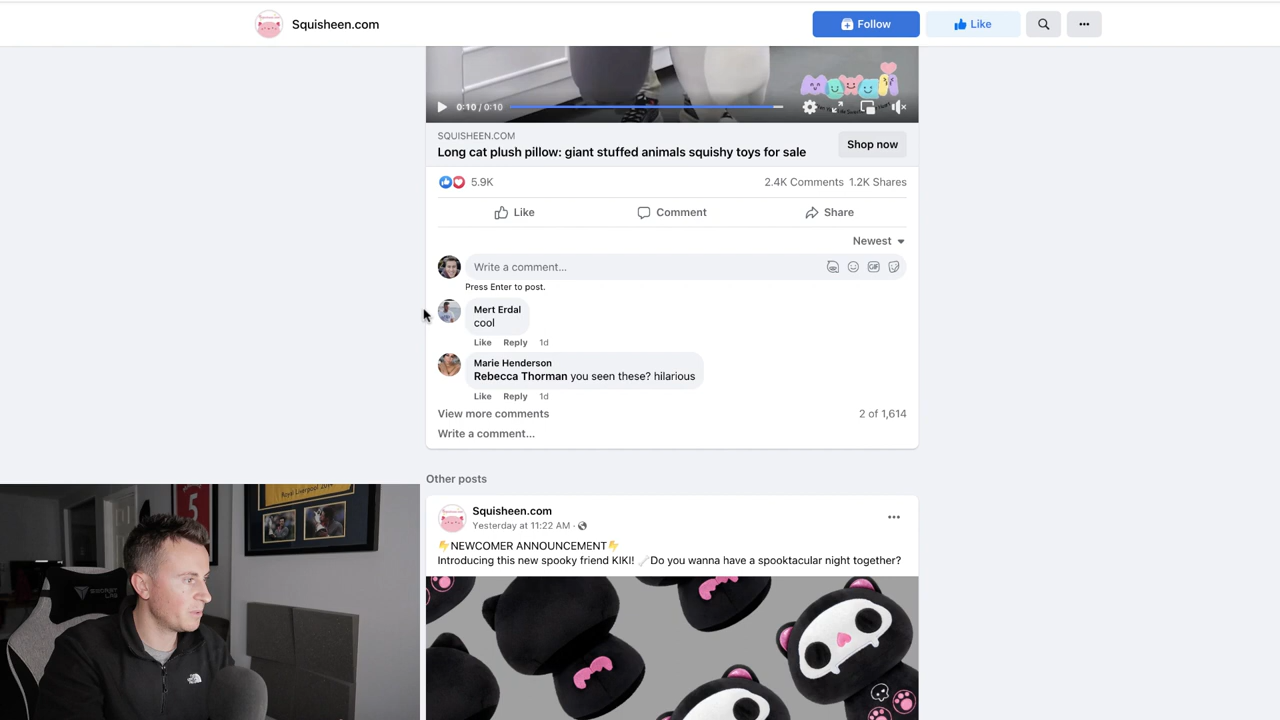 Squisheen.com
Follow
Like
0:10 / 0:10
SQUISHEEN.COM
Long cat plush pillow: giant stuffed animals squishy toys for sale
Shop now
5.9K
2.4K Comments 1.2K Shares
Like
Comment
Share
Newest
Write a comment...
GIF
Press Enter to post.
Mert Erdal
cool
Like Reply 1d
Marie Henderson
Rebecca Thorman you seen these? hilarious
Like Reply 1d
View more comments
2 of 1,614
Write a comment...
Other posts
Squisheen.com
Yesterday at 11:22 AM ·
⚡NEWCOMER ANNOUNCEMENT⚡
Introducing this new spooky friend KIKI! 🦴Do you wanna have a spooktacular night together?
5